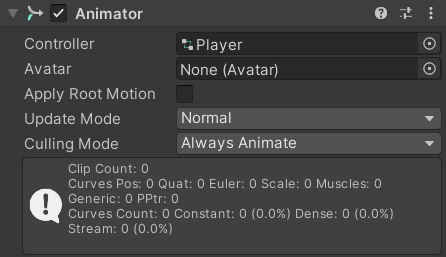 Animator
Controller Player
Avatar None (Avatar)
Apply Root Motion
Update Mode Normal
Culling Mode Always Animate
Clip Count: 0
Curves Pos: 0 Quat: 0 Euler: 0 Scale: 0 Muscles: 0
Generic: 0 PPtr: 0
Curves Count: 0 Constant: 0 (0.0%) Dense: 0 (0.0%)
Stream: 0 (0.0%)